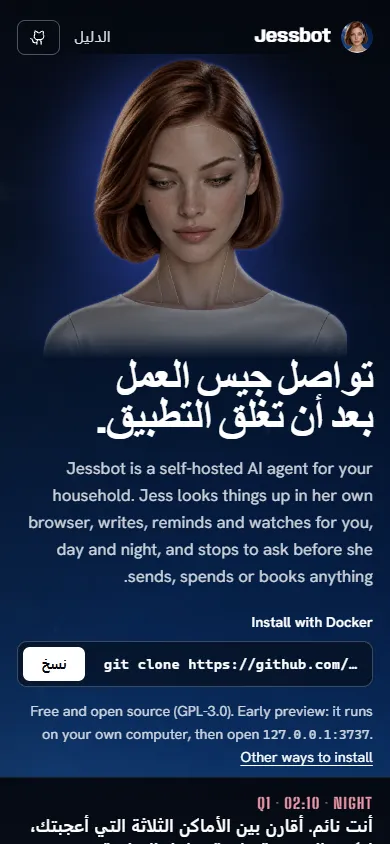 Jessbot
الدليل
تواصل جيس العمل
بعد أن تغلق التطبيق.
Jessbot is a self-hosted AI agent for your
household. Jess looks things up in her own
browser, writes, reminds and watches for you,
day and night, and stops to ask before she
sends, spends or books anything.
Install with Docker
git clone https://github.com/…
نسخ
Free and open source (GPL-3.0). Early preview: it runs
on your own computer, then open 127.0.0.1:3737.
Other ways to install
Q1 · 02:10 · NIGHT
أنت نائم. أقارن بين الأماكن الثلاثة التي أعجبتك،